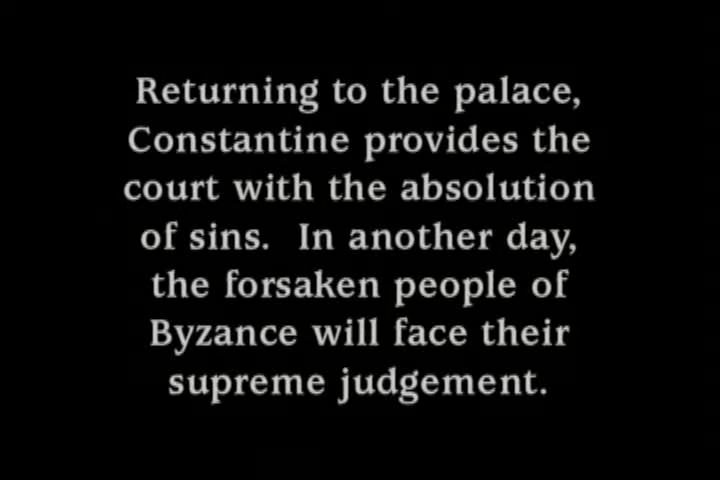 Returning to the palace,
Constantine provides the
court with the absolution
of sins.  In another day,
the forsaken people of
Byzance will face their
supreme judgement.